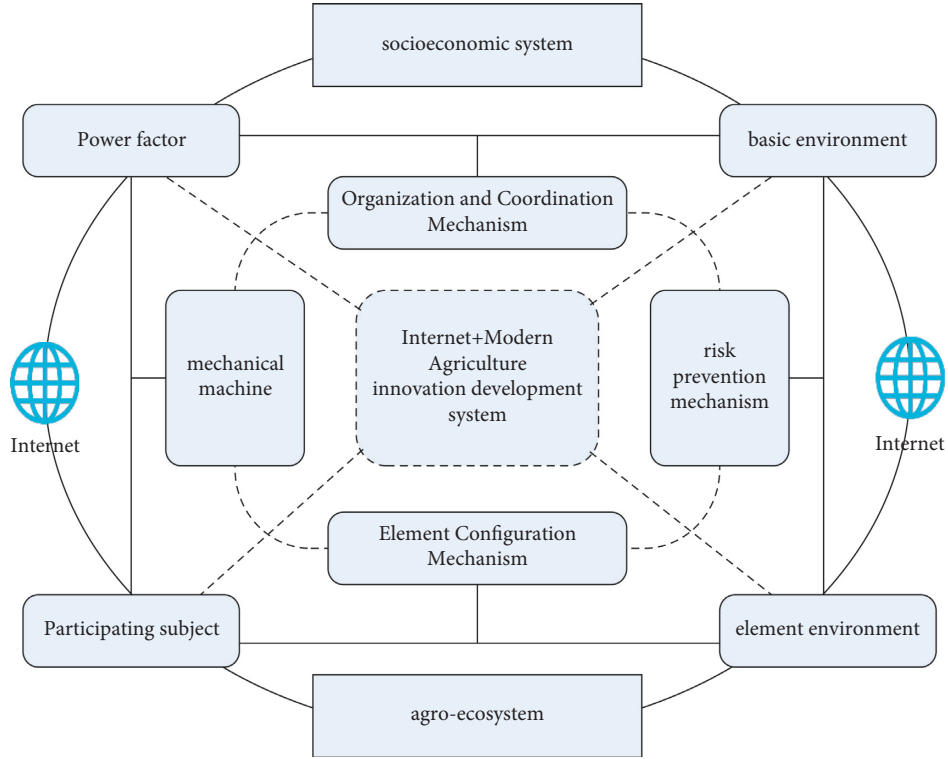 socioeconomic system
Power factor
basic environment
Organization and Coordination
Mechanism
mechanical
machine
Internet+Modern
Agriculture
innovation development
system
risk
prevention
mechanism
Internet
Internet
Element Configuration
Mechanism
Participating subject
element environment
agro-ecosystem